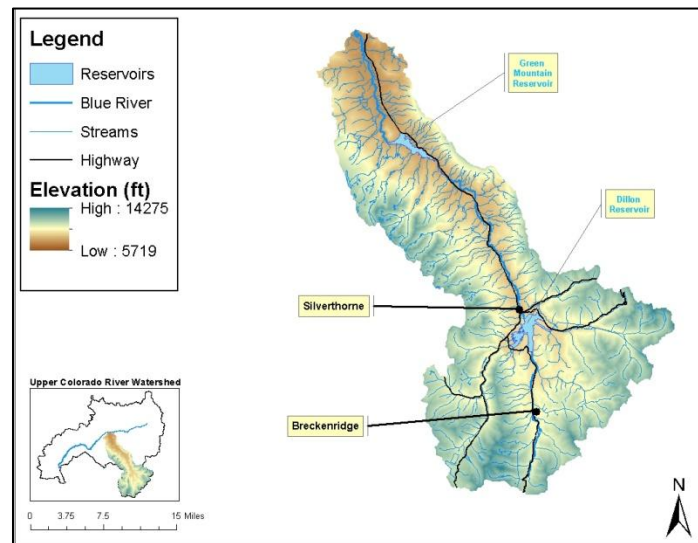 Legend
Reservoirs
Blue River
Streams
Highway
Elevation (ft)
High : 14275
Low : 5719
Green
Mountain
Reservoir
Dillon
Reservoir
Silverthorne
Breckenridge
Upper Colorado River Watershed
0 3.75 7.5 15 Miles
N